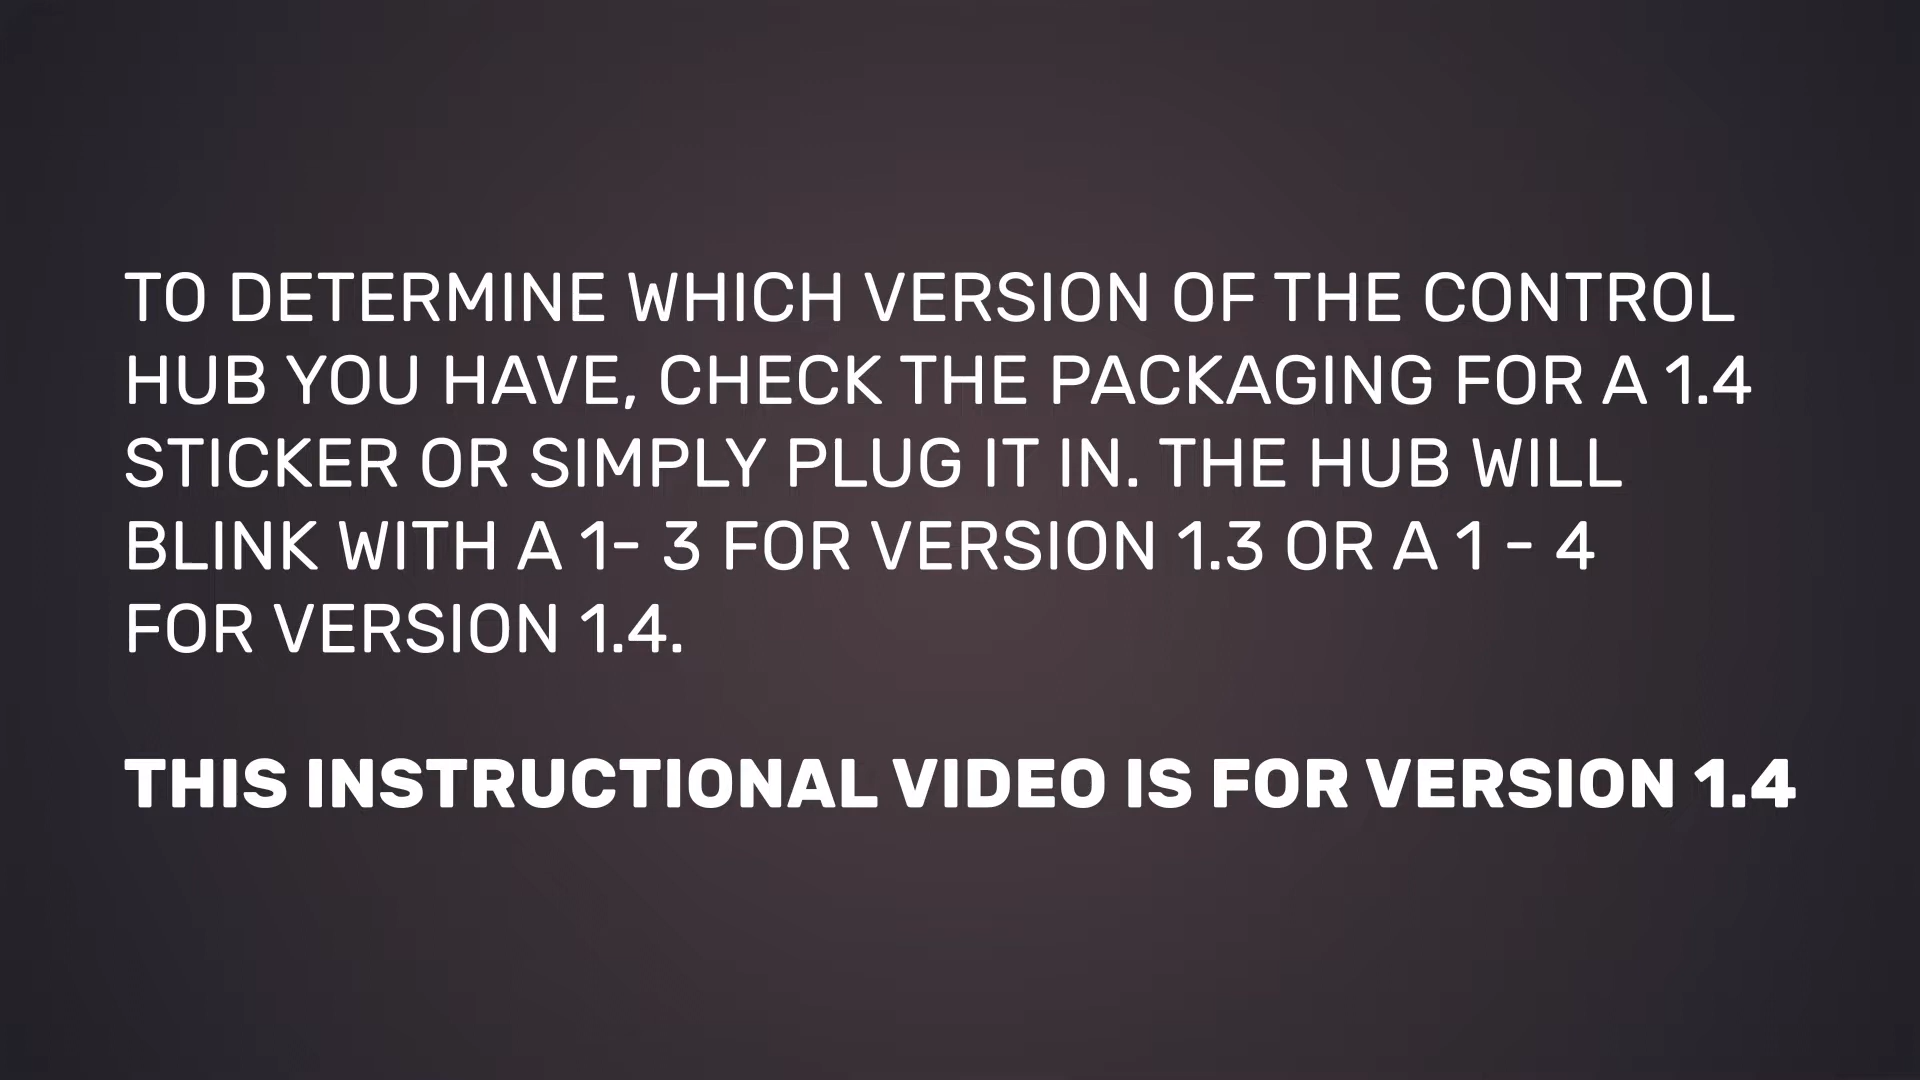 TO DETERMINE WHICH VERSION OF THE CONTROL
HUB YOU HAVE, CHECK THE PACKAGING FOR A 1.4
STICKER OR SIMPLY PLUG IT IN. THE HUB WILL
BLINK WITH A 1- 3 FOR VERSION 1.3 OR A 1 - 4
FOR VERSION 1.4.
THIS INSTRUCTIONAL VIDEO IS FOR VERSION 1.4